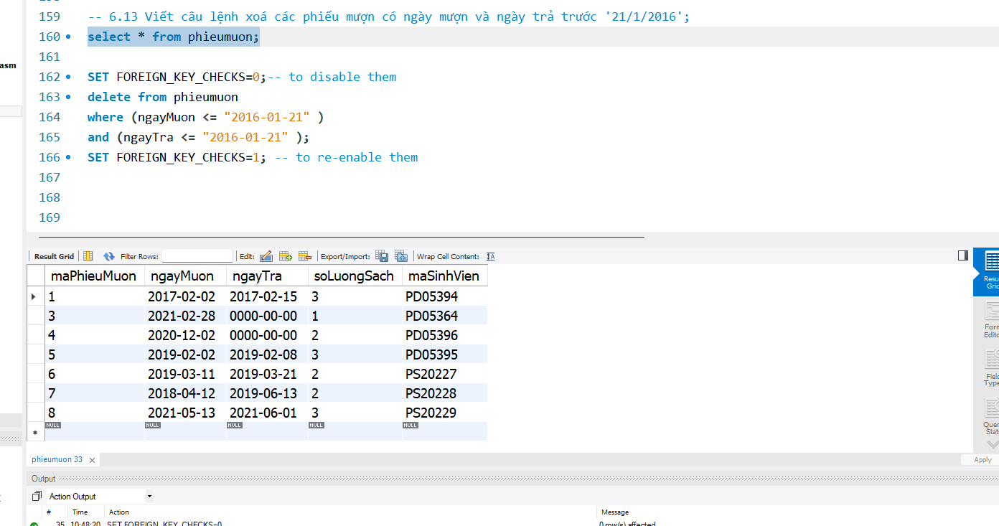 159 -- 6.13 Viết câu lệnh xoá các phiếu mượn có ngày mượn và ngày trả trước '21/1/2016';
160 select * from phieumuon;
161
asm
162 SET FOREIGN_KEY_CHECKS=0;-- to disable them
163 delete from phieumuon
164 where (ngayMuon <= "2016-01-21" )
165 and (ngayTra <= "2016-01-21" );
166 SET FOREIGN_KEY_CHECKS=1; -- to re-enable them
167
168
169
Result Grid Filter Rows: Edit: Export/Import: Wrap Cell Content:
maPhieuMuon ngayMuon ngayTra soLuongSach maSinhVien
1 2017-02-02 2017-02-15 3 PD05394
3 2021-02-28 0000-00-00 1 PD05364
4 2020-12-02 0000-00-00 2 PD05396
5 2019-02-02 2019-02-08 3 PD05395
6 2019-03-11 2019-03-21 2 PS20227
7 2018-04-12 2019-06-13 2 PS20228
8 2021-05-13 2021-06-01 3 PS20229
NULL NULL NULL NULL NULL
Resu
Gric
Form
Edito
Field
Type
Quer
Stat
phieumuon 33
Apply
Output
Action Output
# Time Action Message
35 10:48:20 SET FOREIGN_KEY_CHECKS=0 0 row(s) affected